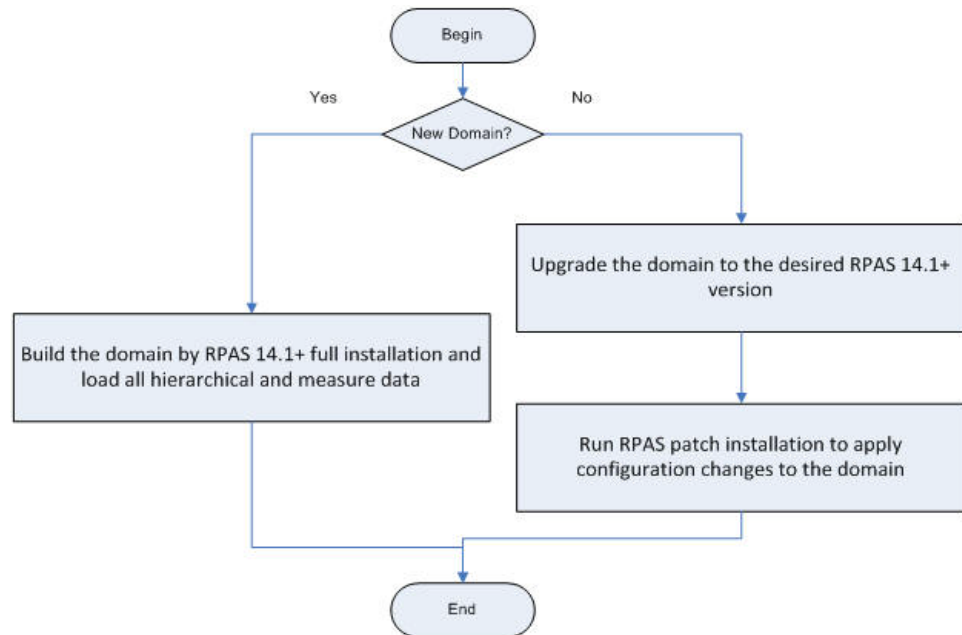 Begin
Yes
No
New Domain?
Upgrade the domain to the desired RPAS 14.1+
version
Build the domain by RPAS 14.1+ full installation and
load all hierarchical and measure data
Run RPAS patch installation to apply
configuration changes to the domain
End